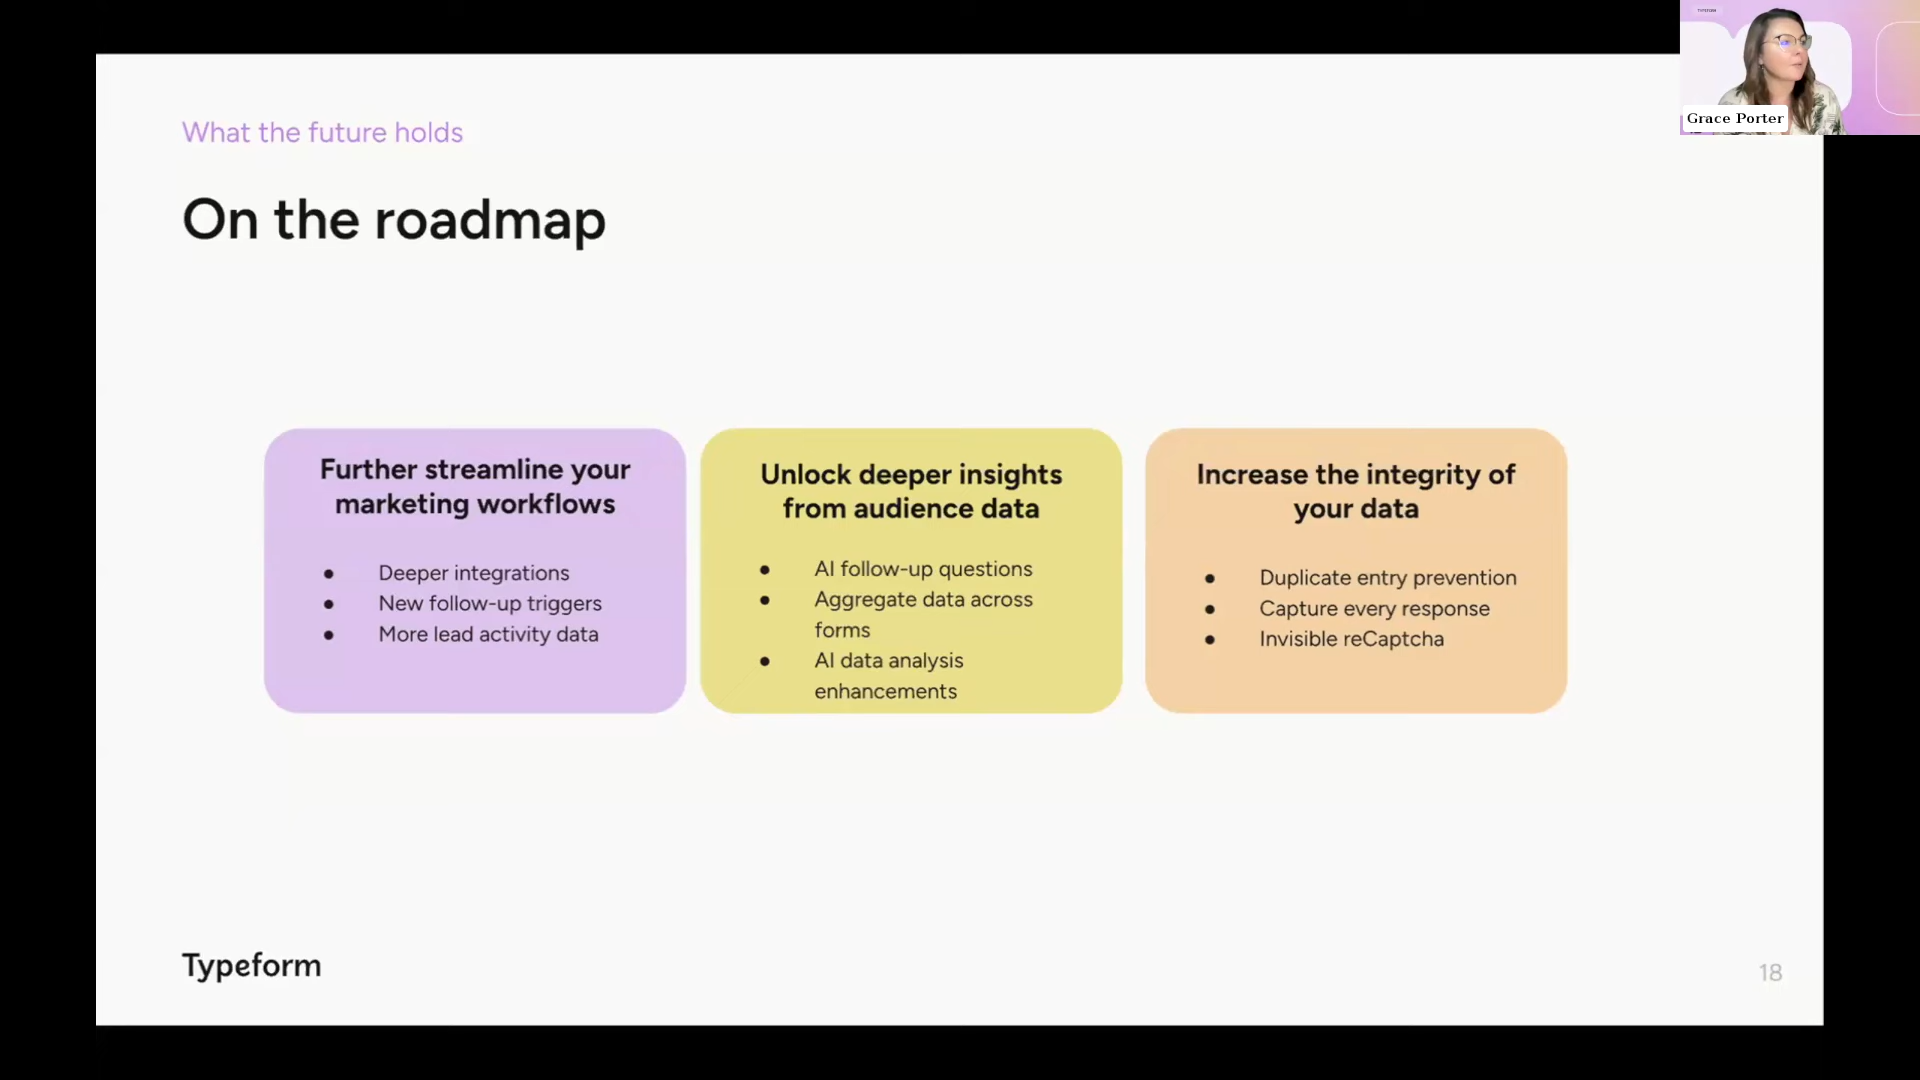 What the future holds
On the roadmap
Further streamline your
marketing workflows
● Deeper integrations
● New follow-up triggers
● More lead activity data
Unlock deeper insights
from audience data
● AI follow-up questions
● Aggregate data across
forms
● AI data analysis
enhancements
Increase the integrity of
your data
● Duplicate entry prevention
● Capture every response
● Invisible reCaptcha
Typeform
18
TYPEFORM
Grace Porter